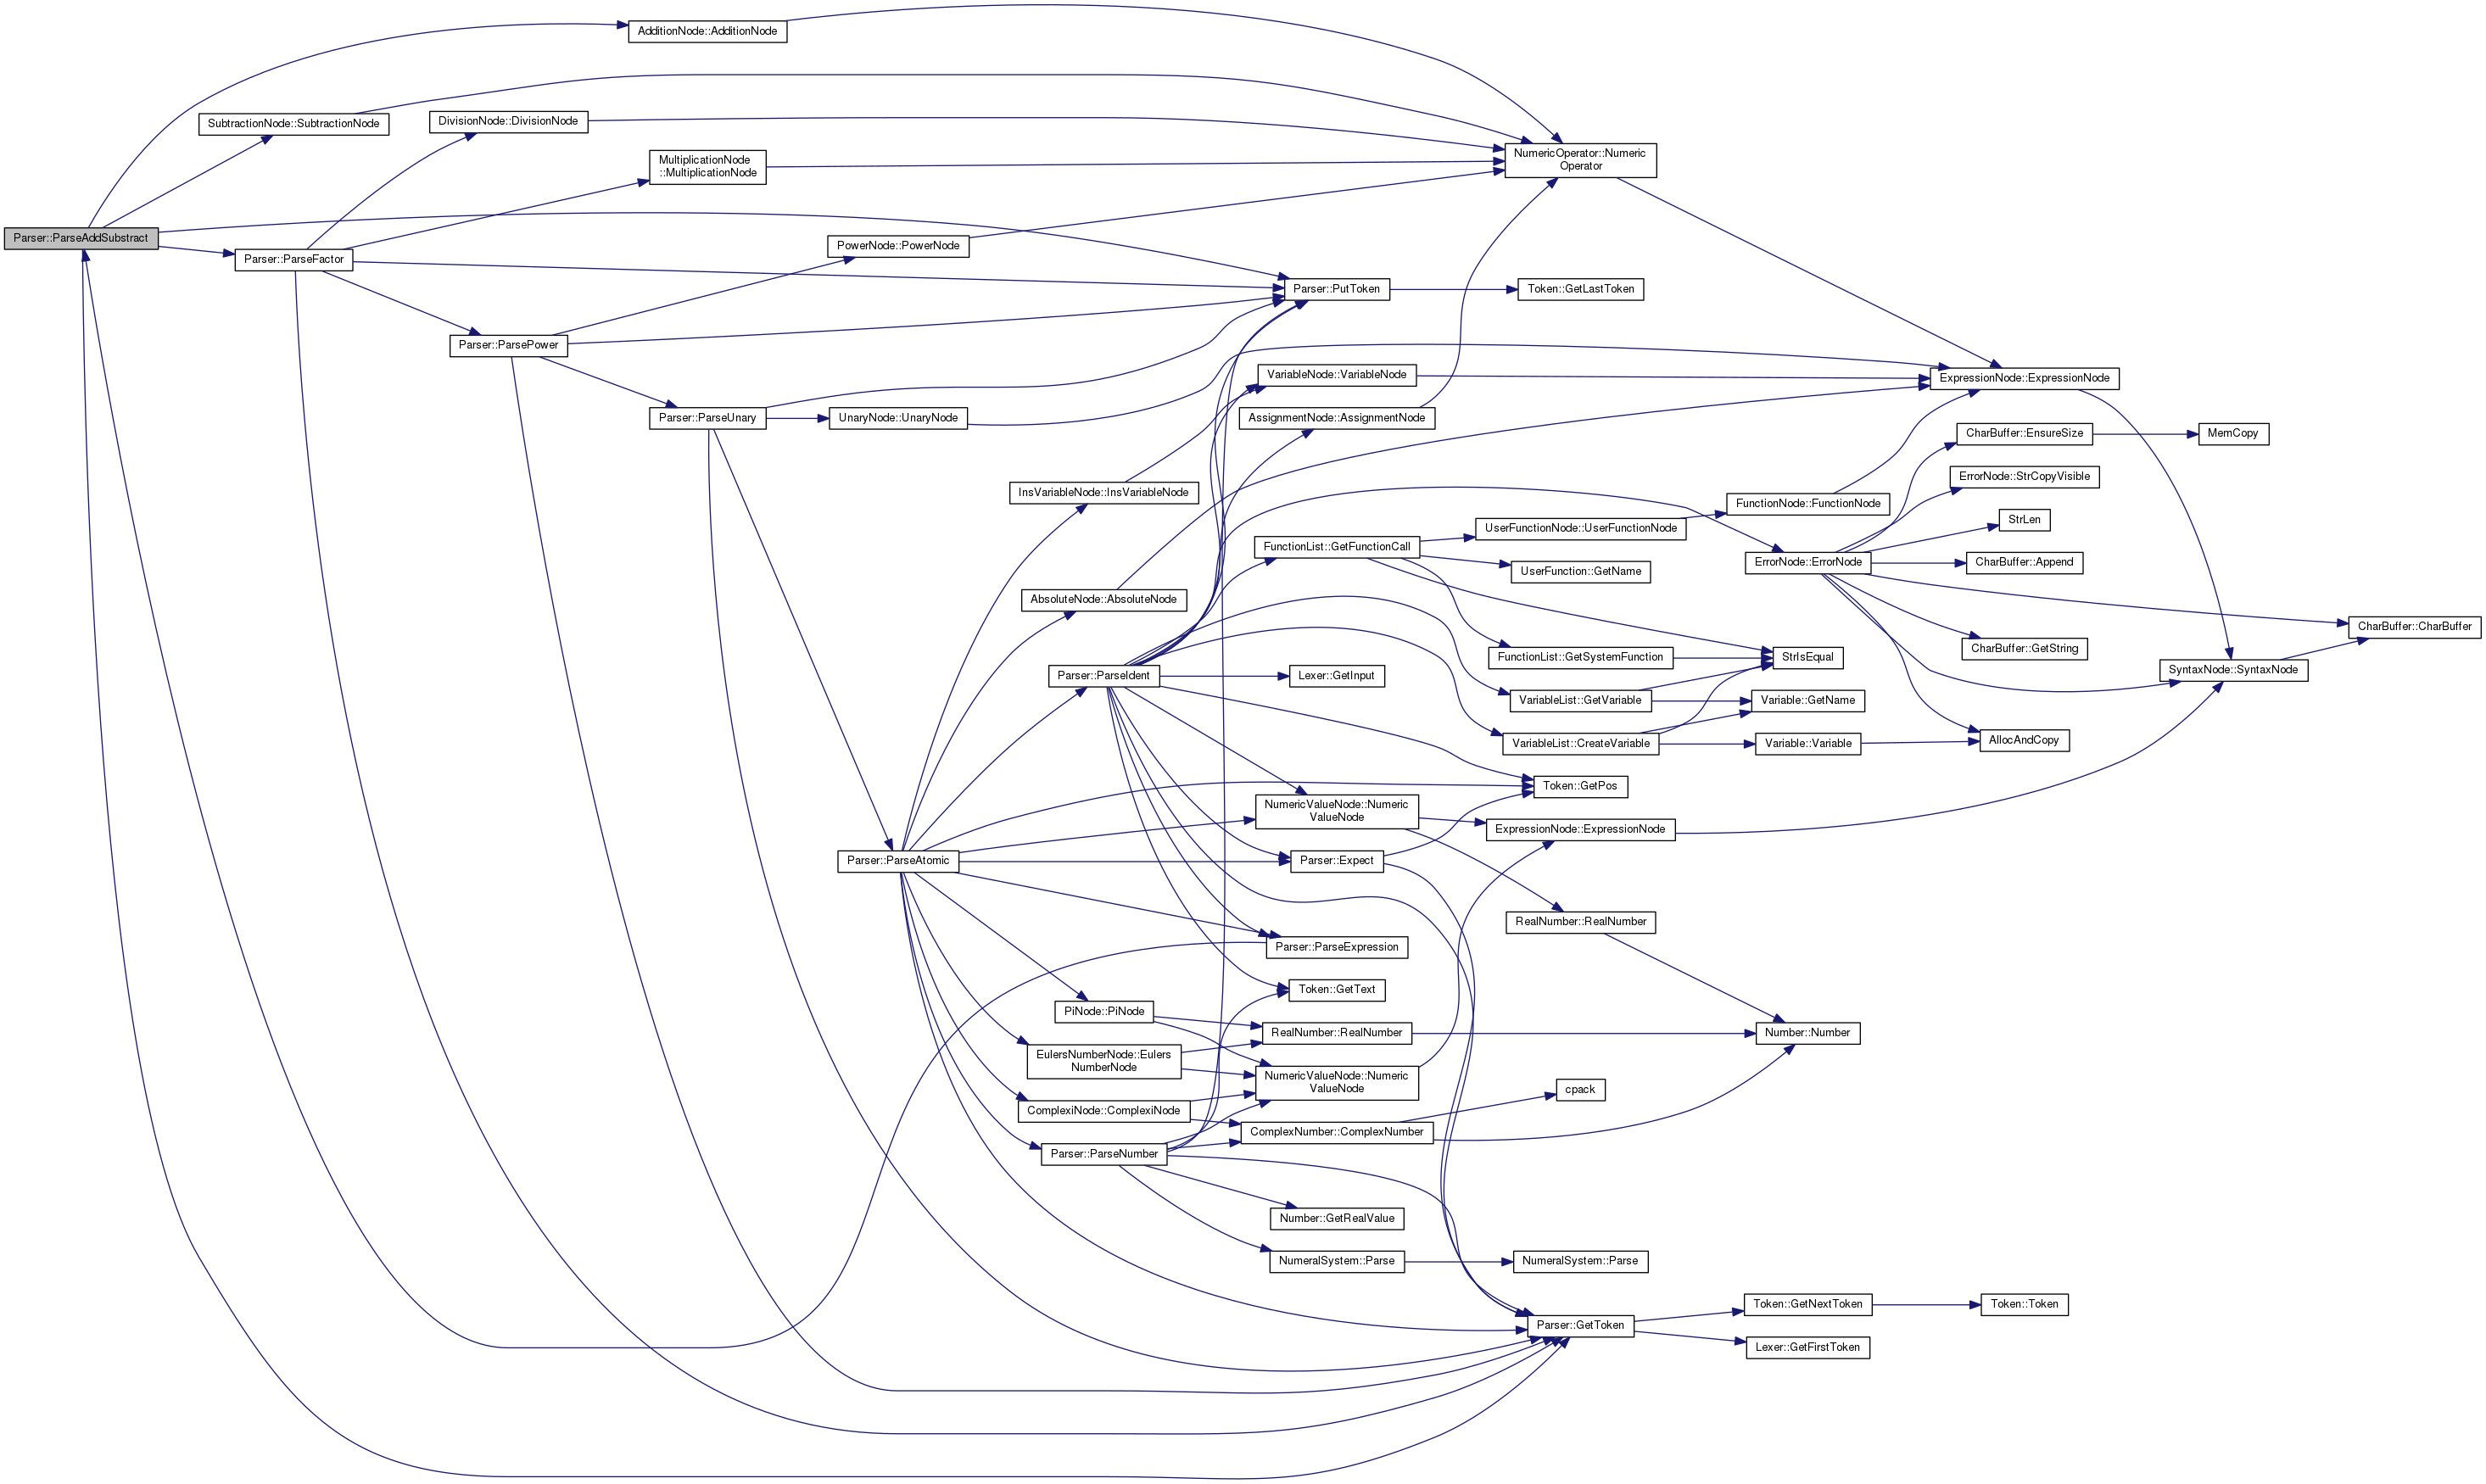 AdditionNode::AdditionNode
SubtractionNode::SubtractionNode
DivisionNode::DivisionNode
MultiplicationNode
::MultiplicationNode
NumericOperator::Numeric
Operator
Parser::ParseAddSubstract
Parser::ParseFactor
PowerNode::PowerNode
Parser::PutToken
Token::GetLastToken
Parser::ParsePower
VariableNode::VariableNode
ExpressionNode::ExpressionNode
Parser::ParseUnary
UnaryNode::UnaryNode
AssignmentNode::AssignmentNode
CharBuffer::EnsureSize
MemCopy
ErrorNode::StrCopyVisible
InsVariableNode::InsVariableNode
FunctionNode::FunctionNode
UserFunctionNode::UserFunctionNode
StrLen
FunctionList::GetFunctionCall
ErrorNode::ErrorNode
CharBuffer::Append
UserFunction::GetName
AbsoluteNode::AbsoluteNode
CharBuffer::CharBuffer
CharBuffer::GetString
FunctionList::GetSystemFunction
StrIsEqual
SyntaxNode::SyntaxNode
Parser::ParseIdent
Lexer::GetInput
VariableList::GetVariable
Variable::GetName
VariableList::CreateVariable
Variable::Variable
AllocAndCopy
Token::GetPos
NumericValueNode::Numeric
ValueNode
ExpressionNode::ExpressionNode
Parser::ParseAtomic
Parser::Expect
RealNumber::RealNumber
Parser::ParseExpression
Token::GetText
PiNode::PiNode
RealNumber::RealNumber
Number::Number
EulersNumberNode::Eulers
NumberNode
NumericValueNode::Numeric
ValueNode
cpack
ComplexiNode::ComplexiNode
ComplexNumber::ComplexNumber
Parser::ParseNumber
Number::GetRealValue
NumeralSystem::Parse
NumeralSystem::Parse
Token::GetNextToken
Token::Token
Parser::GetToken
Lexer::GetFirstToken